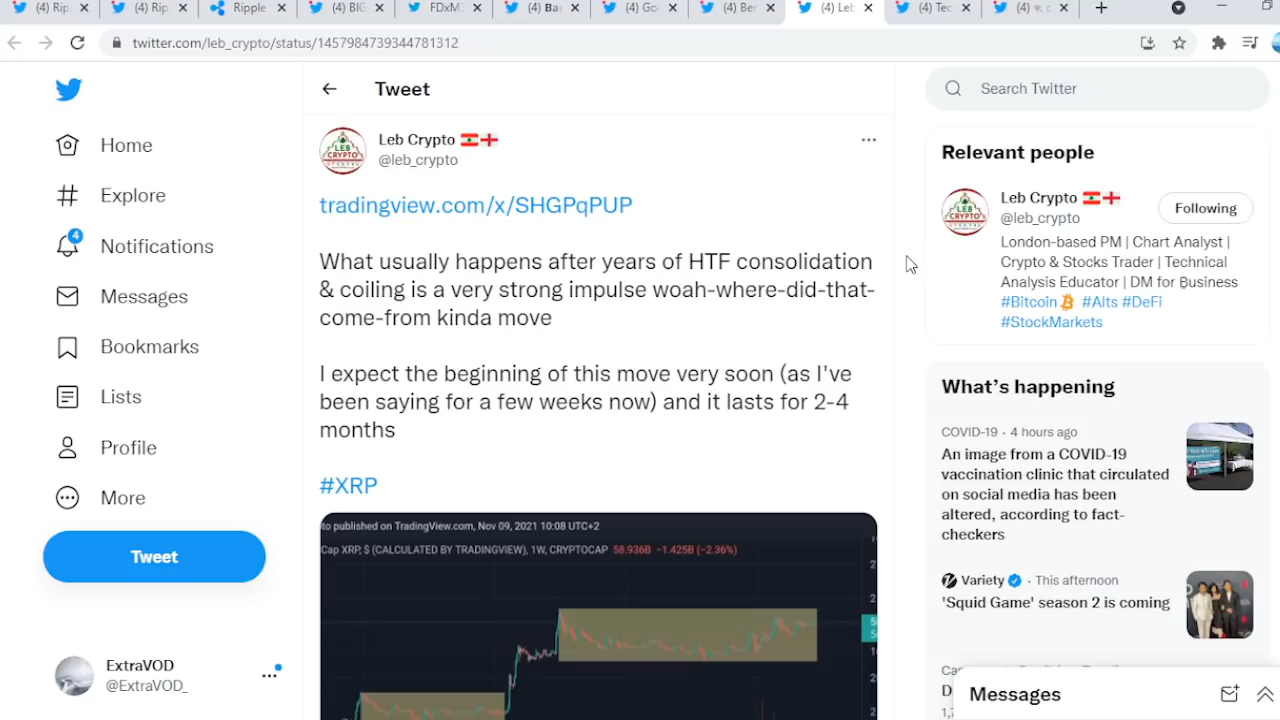 (4) Rip
(4) Rip
Ripple
(4) BIG
FDxM
(4) Ba
(4) Go
(4) Be
(4) Leb
(4) Tec
twitter.com/leb_crypto/status/1457984739344781312
Tweet
Search Twitter
Home
Explore
4
Notifications
Messages
Bookmarks
Lists
Profile
More
Tweet
ExtraVOD
@ExtraVOD_
Leb Crypto
@leb_crypto
tradingview.com/x/SHGPqPUP
What usually happens after years of HTF consolidation
& coiling is a very strong impulse woah-where-did-that-
come-from kinda move
I expect the beginning of this move very soon (as I've
been saying for a few weeks now) and it lasts for 2-4
months
#XRP
to published on TradingView.com, Nov 09, 2021 10:08 UTC+2
Cap XRP, $ (CALCULATED BY TRADINGVIEW), 1W, CRYPTOCAP 58.936B -1.425B (-2.36%)
Relevant people
Leb Crypto
@leb_crypto
Following
London-based PM | Chart Analyst |
Crypto & Stocks Trader | Technical
Analysis Educator | DM for Business
#Bitcoin #Alts #DeFi
#StockMarkets
What's happening
COVID-19 · 4 hours ago
An image from a COVID-19
vaccination clinic that circulated
on social media has been
altered, according to fact-
checkers
Variety · This afternoon
'Squid Game' season 2 is coming
Messages